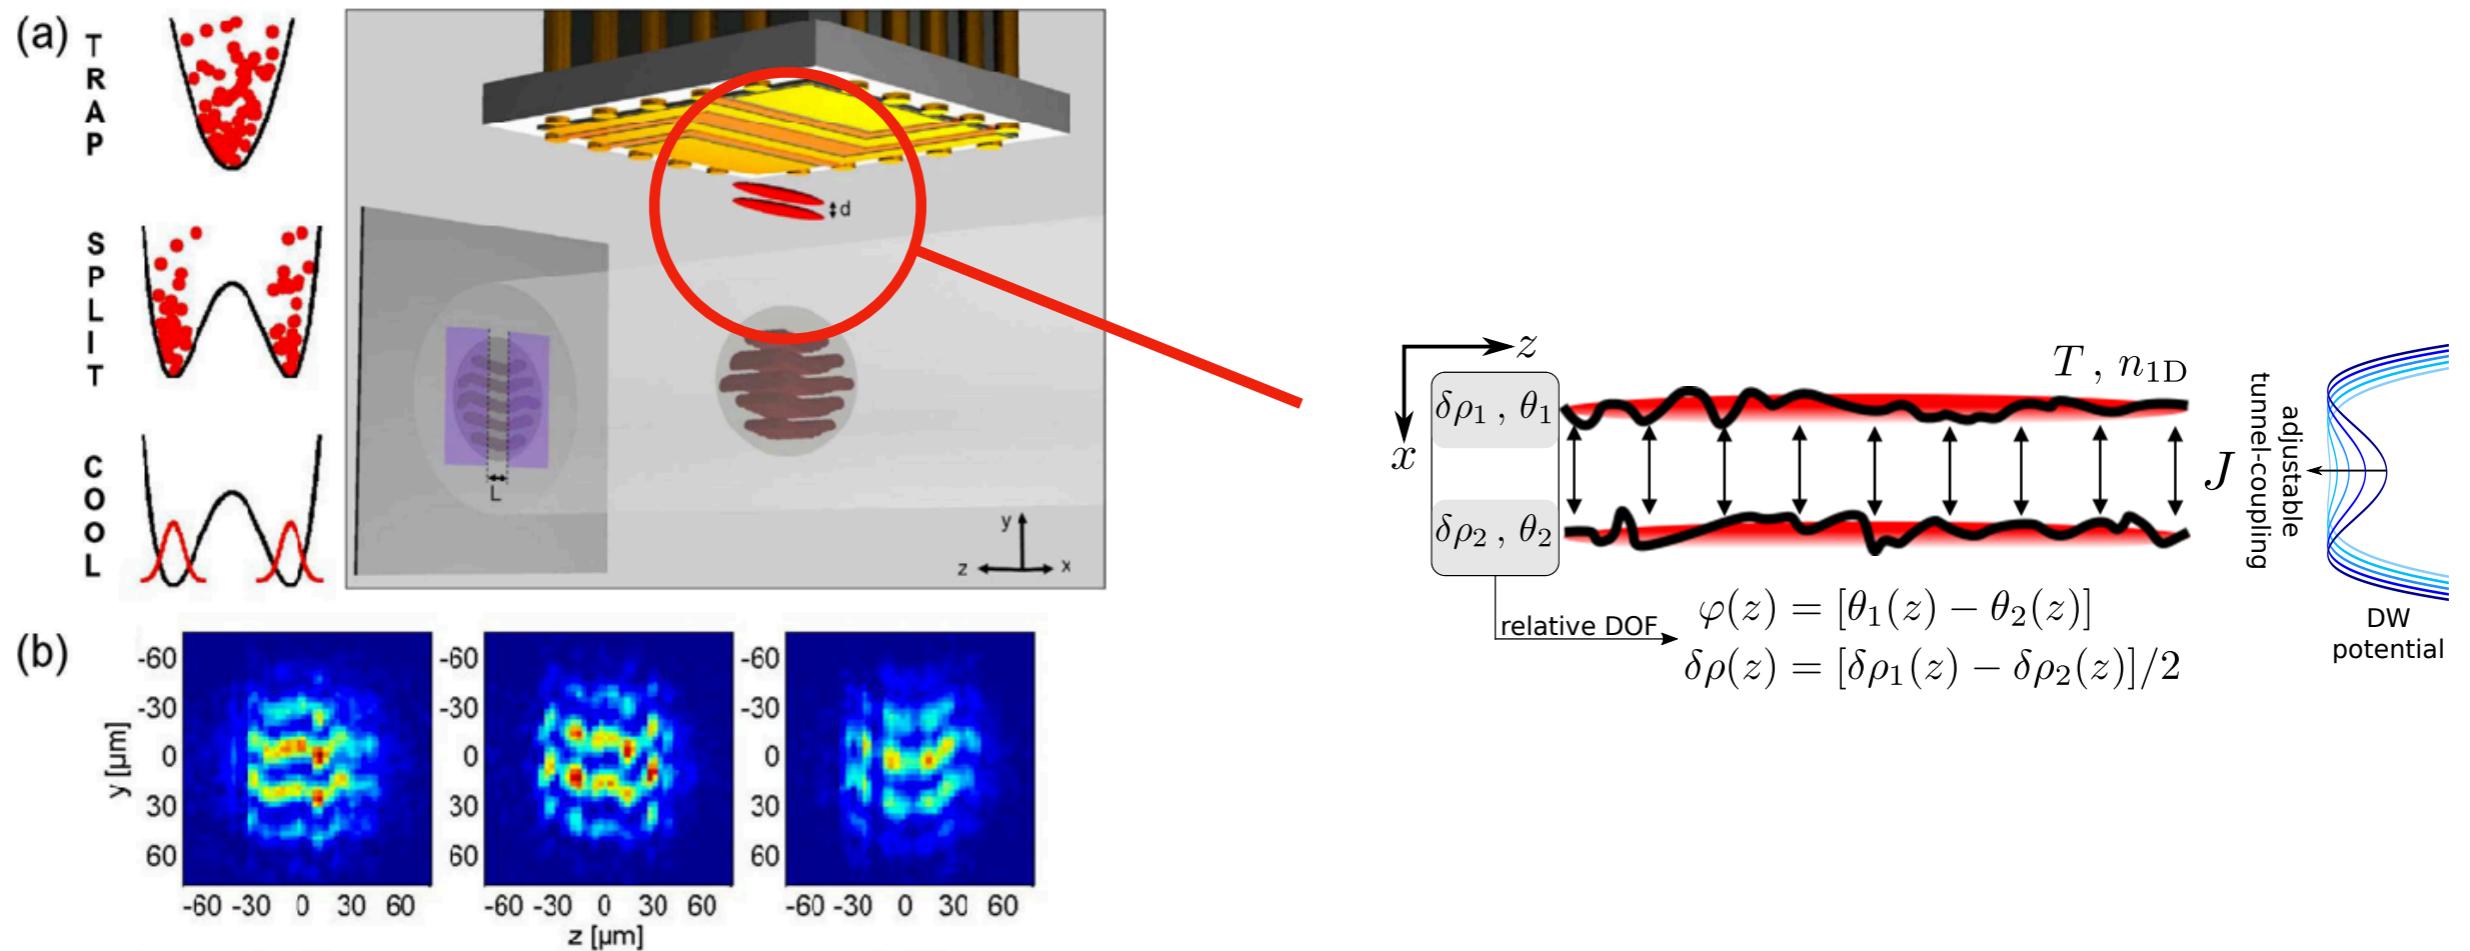 (a)
TRAP
SPLIT
COOL
d
L
y
z
x
z
x
δρ₁ , θ₁
δρ₂ , θ₂
T , n₁D
J
adjustable
tunnel-coupling
DW
potential
relative DOF
φ(z) = [θ₁(z) − θ₂(z)]
δρ(z) = [δρ₁(z) − δρ₂(z)]/2
(b)
y [µm]
-60
-30
0
30
60
-60 -30 0 30 60
-60
-30
0
30
60
-60 -30 0 30 60
-60
-30
0
30
60
-60 -30 0 30 60
z [µm]